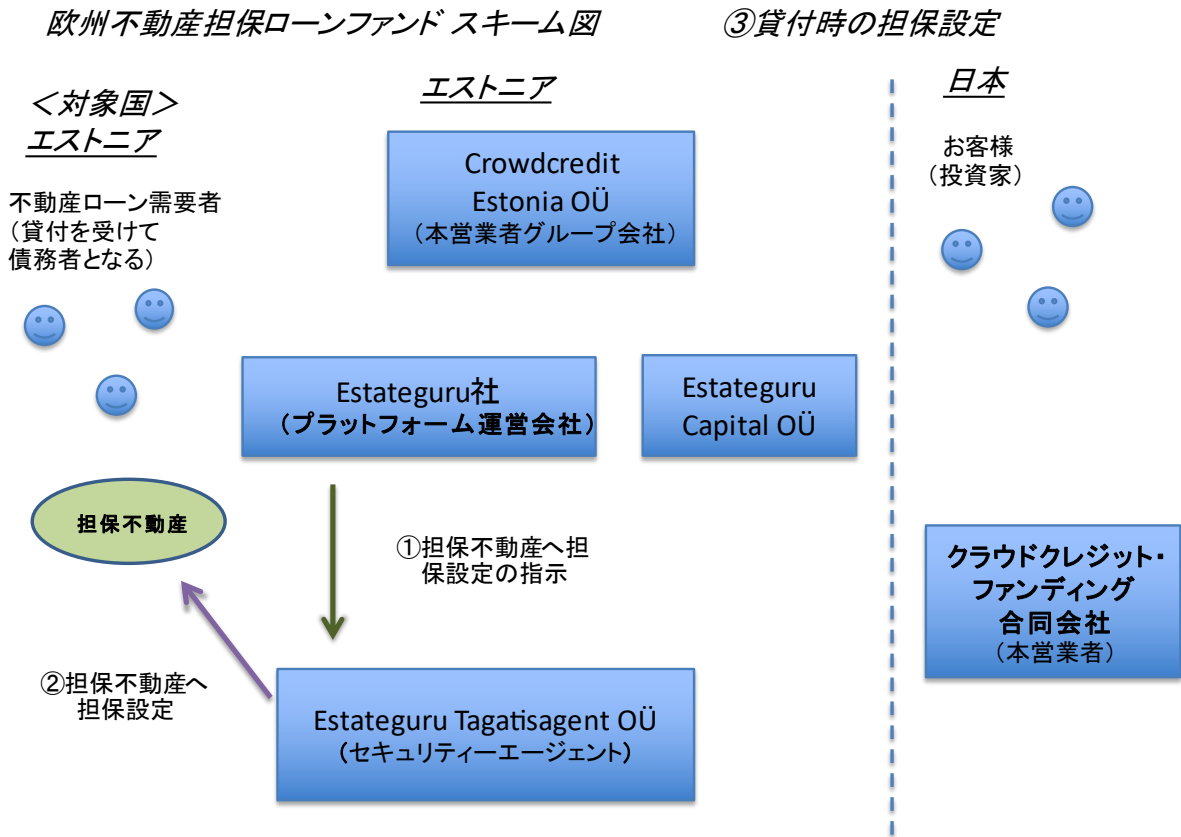 欧州不動産担保ローンファンド スキーム図
③貸付時の担保設定
＜対象国＞
エストニア
エストニア
日本
不動産ローン需要者
（貸付を受けて
債務者となる）
Crowdcredit
Estonia OÜ
（本営業者グループ会社）
お客様
（投資家）
Estateguru社
（プラットフォーム運営会社）
Estateguru
Capital OÜ
担保不動産
①担保不動産へ担
保設定の指示
クラウドクレジット・
ファンディング
合同会社
（本営業者）
②担保不動産へ
担保設定
Estateguru Tagatisagent OÜ
（セキュリティーエージェント）